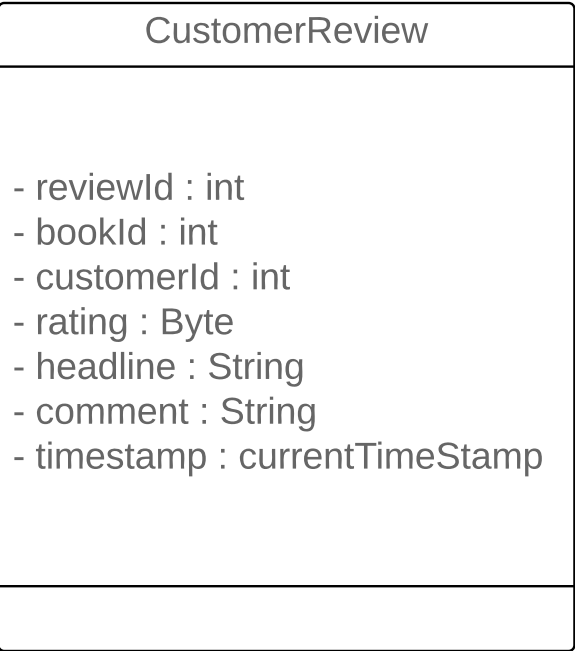 CustomerReview
- reviewId : int
- bookId : int
- customerId : int
- rating : Byte
- headline : String
- comment : String
- timestamp : currentTimeStamp